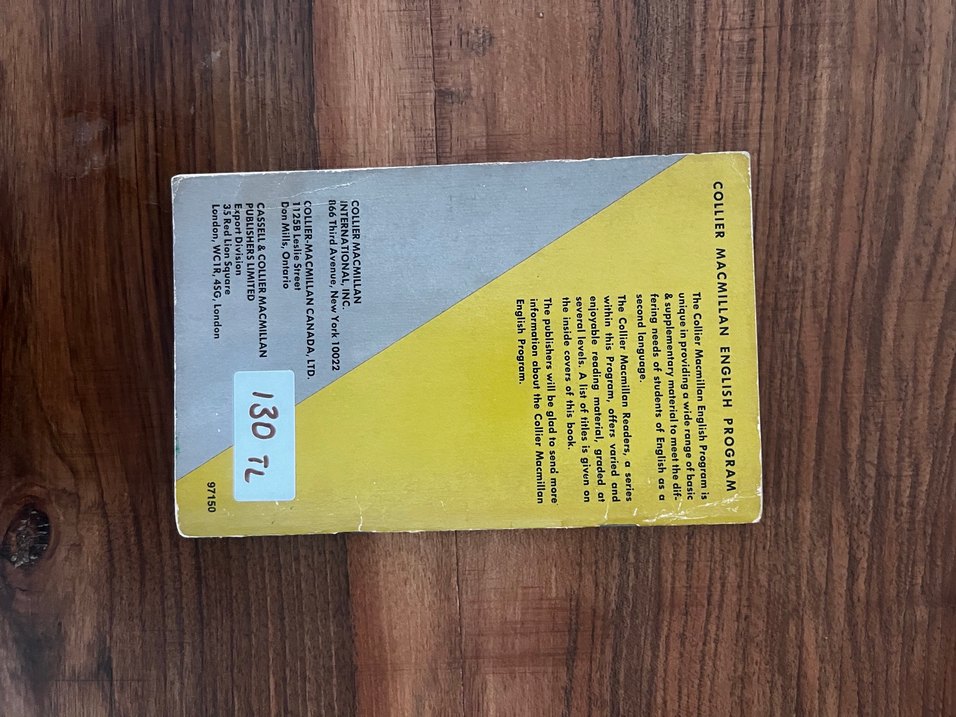 COLLIER MACMILLAN ENGLISH PROGRAM
The Collier Macmillan English Program is
unique in providing a wide range of basic
& supplementary material to meet the dif-
fering needs of students of English as a
second language.
The Collier Macmillan Readers, a series
within this Program, offers varied and
enjoyable reading material, graded at
several levels. A list of titles is givun on
the inside covers of this book.
The publishers will be glad to send more
information about the Collier Macmillan
English Program.
COLLIER MACMILLAN
INTERNATIONAL, INC.
866 Third Avenue, New York 10022
COLLIER-MACMILLAN CANADA, LTD.
1125B Leslie Street
Don Mills, Ontario
CASSELL & COLLIER MACMILLAN
PUBLISHERS LIMITED
Esport Division
35 Red Lion Square
London, WC1R, 4SG, London
130 TL
97150